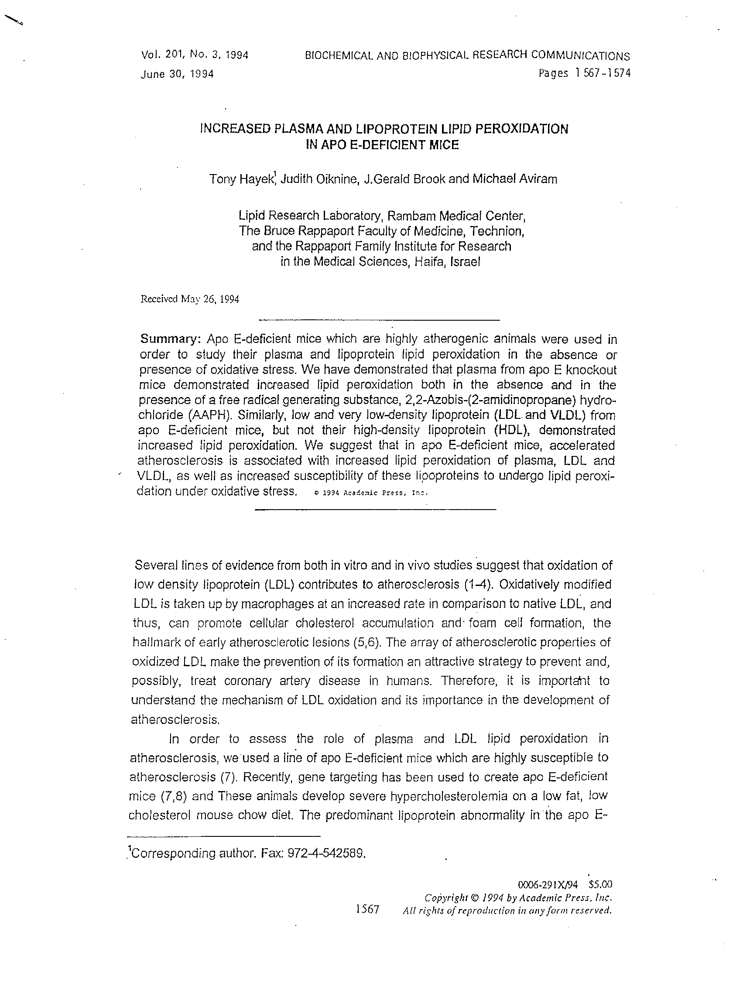 Vol. 201, No. 3, 1994 BIOCHEMICAL AND BIOPHYSICAL RESEARCH COMMUNICATIONS
June 30, 1994 Pages 1567-1574
INCREASED PLASMA AND LIPOPROTEIN LIPID PEROXIDATION
IN APO E-DEFICIENT MICE
Tony Hayek¹, Judith Oiknine, J.Gerald Brook and Michael Aviram
Lipid Research Laboratory, Rambam Medical Center,
The Bruce Rappaport Faculty of Medicine, Technion,
and the Rappaport Family Institute for Research
in the Medical Sciences, Haifa, Israel
Received May 26, 1994
Summary: Apo E-deficient mice which are highly atherogenic animals were used in
order to study their plasma and lipoprotein lipid peroxidation in the absence or
presence of oxidative stress. We have demonstrated that plasma from apo E knockout
mice demonstrated increased lipid peroxidation both in the absence and in the
presence of a free radical generating substance, 2,2-Azobis-(2-amidinopropane) hydro-
chloride (AAPH). Similarly, low and very low-density lipoprotein (LDL and VLDL) from
apo E-deficient mice, but not their high-density lipoprotein (HDL), demonstrated
increased lipid peroxidation. We suggest that in apo E-deficient mice, accelerated
atherosclerosis is associated with increased lipid peroxidation of plasma, LDL and
VLDL, as well as increased susceptibility of these lipoproteins to undergo lipid peroxi-
dation under oxidative stress. © 1994 Academic Press, Inc.
Several lines of evidence from both in vitro and in vivo studies suggest that oxidation of
low density lipoprotein (LDL) contributes to atherosclerosis (1-4). Oxidatively modified
LDL is taken up by macrophages at an increased rate in comparison to native LDL, and
thus, can promote cellular cholesterol accumulation and foam cell formation, the
hallmark of early atherosclerotic lesions (5,6). The array of atherosclerotic properties of
oxidized LDL make the prevention of its formation an attractive strategy to prevent and,
possibly, treat coronary artery disease in humans. Therefore, it is important to
understand the mechanism of LDL oxidation and its importance in the development of
atherosclerosis.
In order to assess the role of plasma and LDL lipid peroxidation in
atherosclerosis, we used a line of apo E-deficient mice which are highly susceptible to
atherosclerosis (7). Recently, gene targeting has been used to create apo E-deficient
mice (7,8) and These animals develop severe hypercholesterolemia on a low fat, low
cholesterol mouse chow diet. The predominant lipoprotein abnormality in the apo E-
¹Corresponding author. Fax: 972-4-542589.
0006-291X/94 $5.00
Copyright © 1994 by Academic Press, Inc.
1567 All rights of reproduction in any form reserved.